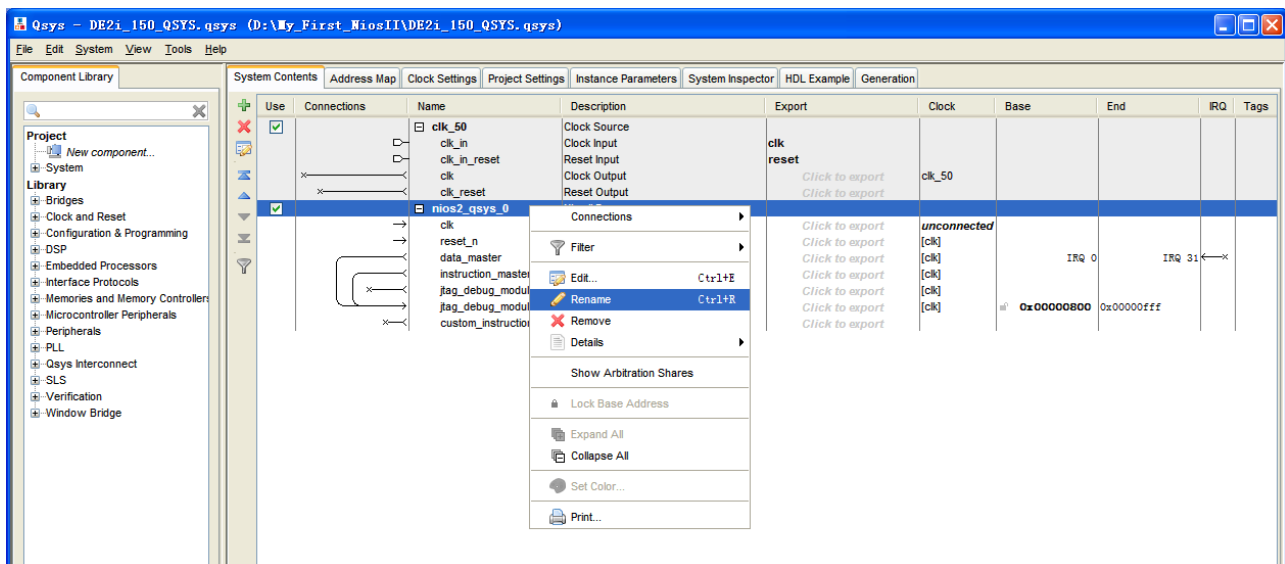 Qsys - DE2i_150_QSYS.qsys (D:\My_First_NiosII\DE2i_150_QSYS.qsys)
File Edit System View Tools Help
Component Library
System Contents Address Map Clock Settings Project Settings Instance Parameters System Inspector HDL Example Generation
Use Connections Name Description Export Clock Base End IRQ Tags
Project
New component...
System
Library
Bridges
Clock and Reset
Configuration & Programming
DSP
Embedded Processors
Interface Protocols
Memories and Memory Controllers
Microcontroller Peripherals
Peripherals
PLL
Qsys Interconnect
SLS
Verification
Window Bridge
clk_50 Clock Source
clk_in Clock Input clk
clk_in_reset Reset Input reset
clk Clock Output Click to export clk_50
clk_reset Reset Output Click to export
nios2_qsys_0
clk Click to export unconnected
reset_n Click to export [clk]
data_master Click to export [clk] IRQ 0 IRQ 31
instruction_master Click to export [clk]
jtag_debug_modul Click to export [clk]
jtag_debug_modul Click to export [clk] 0x00000800 0x00000fff
custom_instruction Click to export
Connections
Filter
Edit... Ctrl+E
Rename Ctrl+R
Remove
Details
Show Arbitration Shares
Lock Base Address
Expand All
Collapse All
Set Color...
Print...